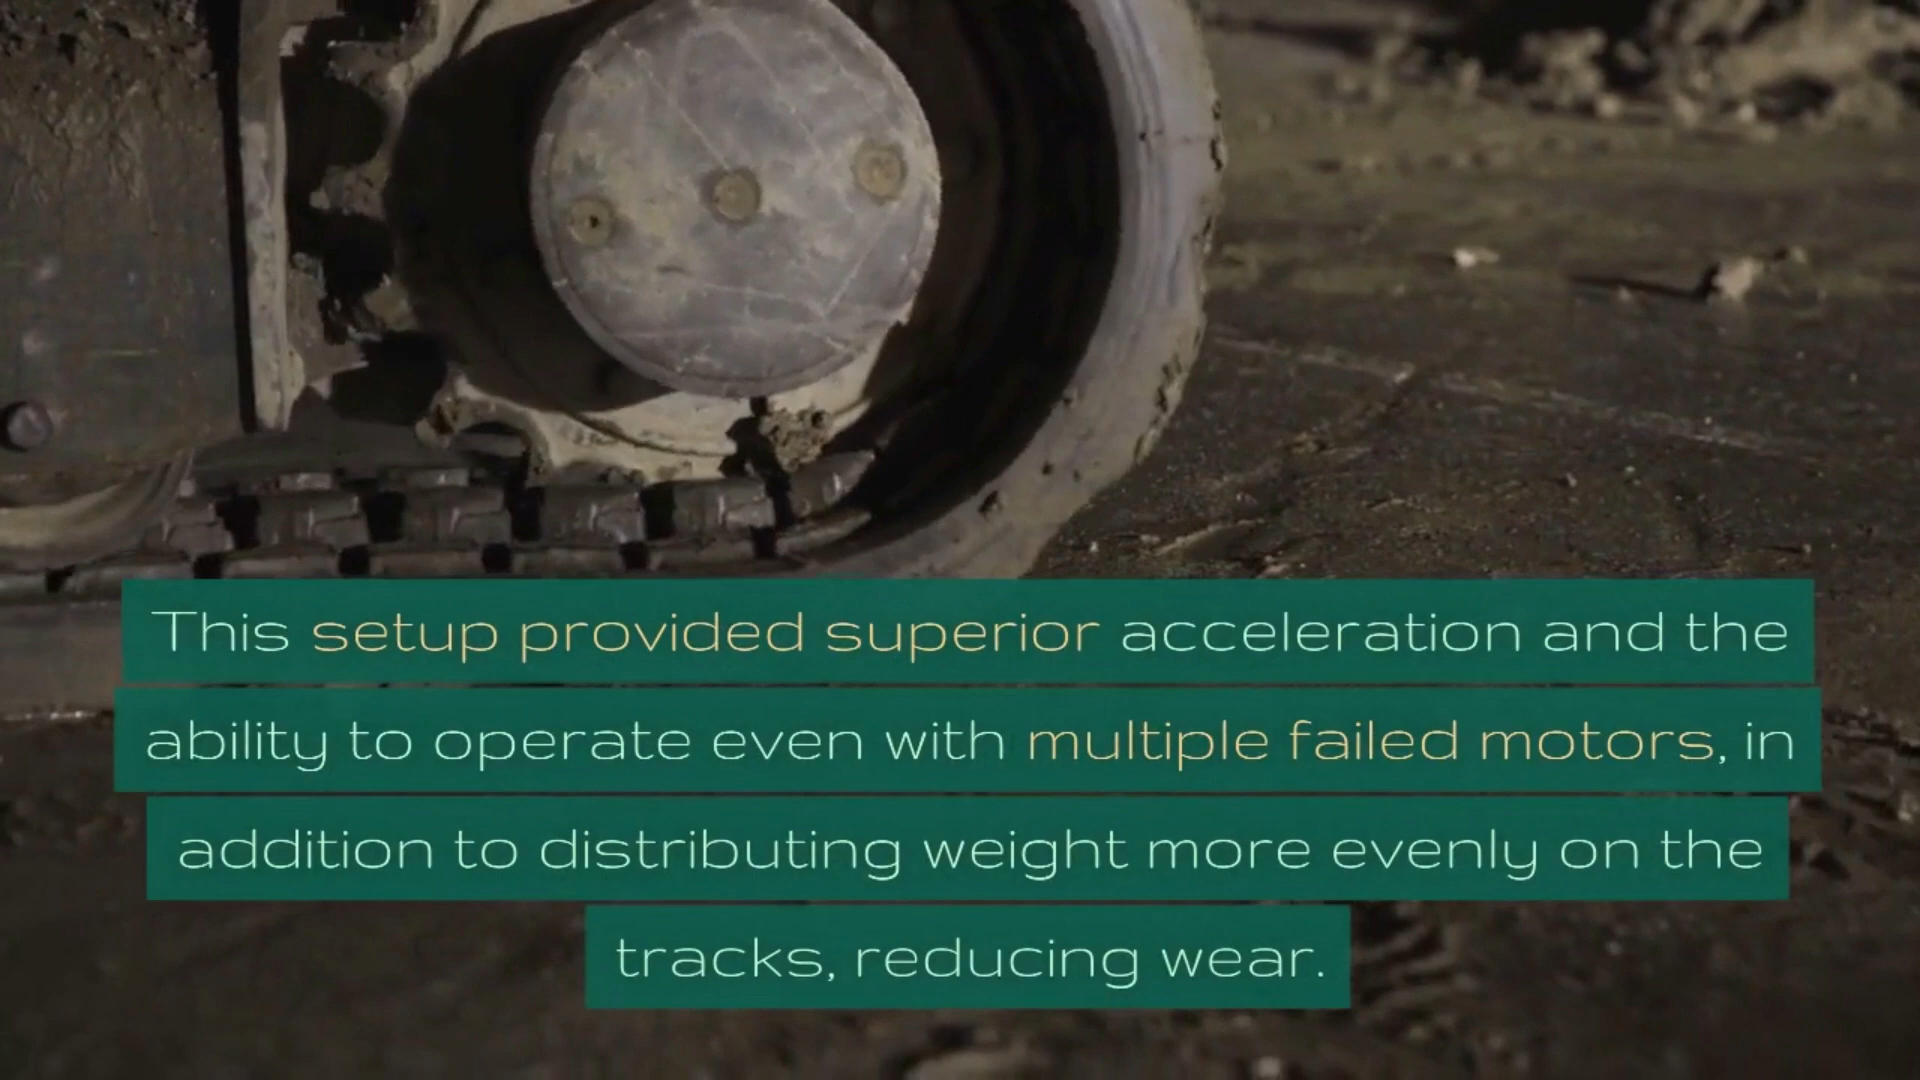 This setup provided superior acceleration and the
ability to operate even with multiple failed motors, in
addition to distributing weight more evenly on the
tracks, reducing wear.